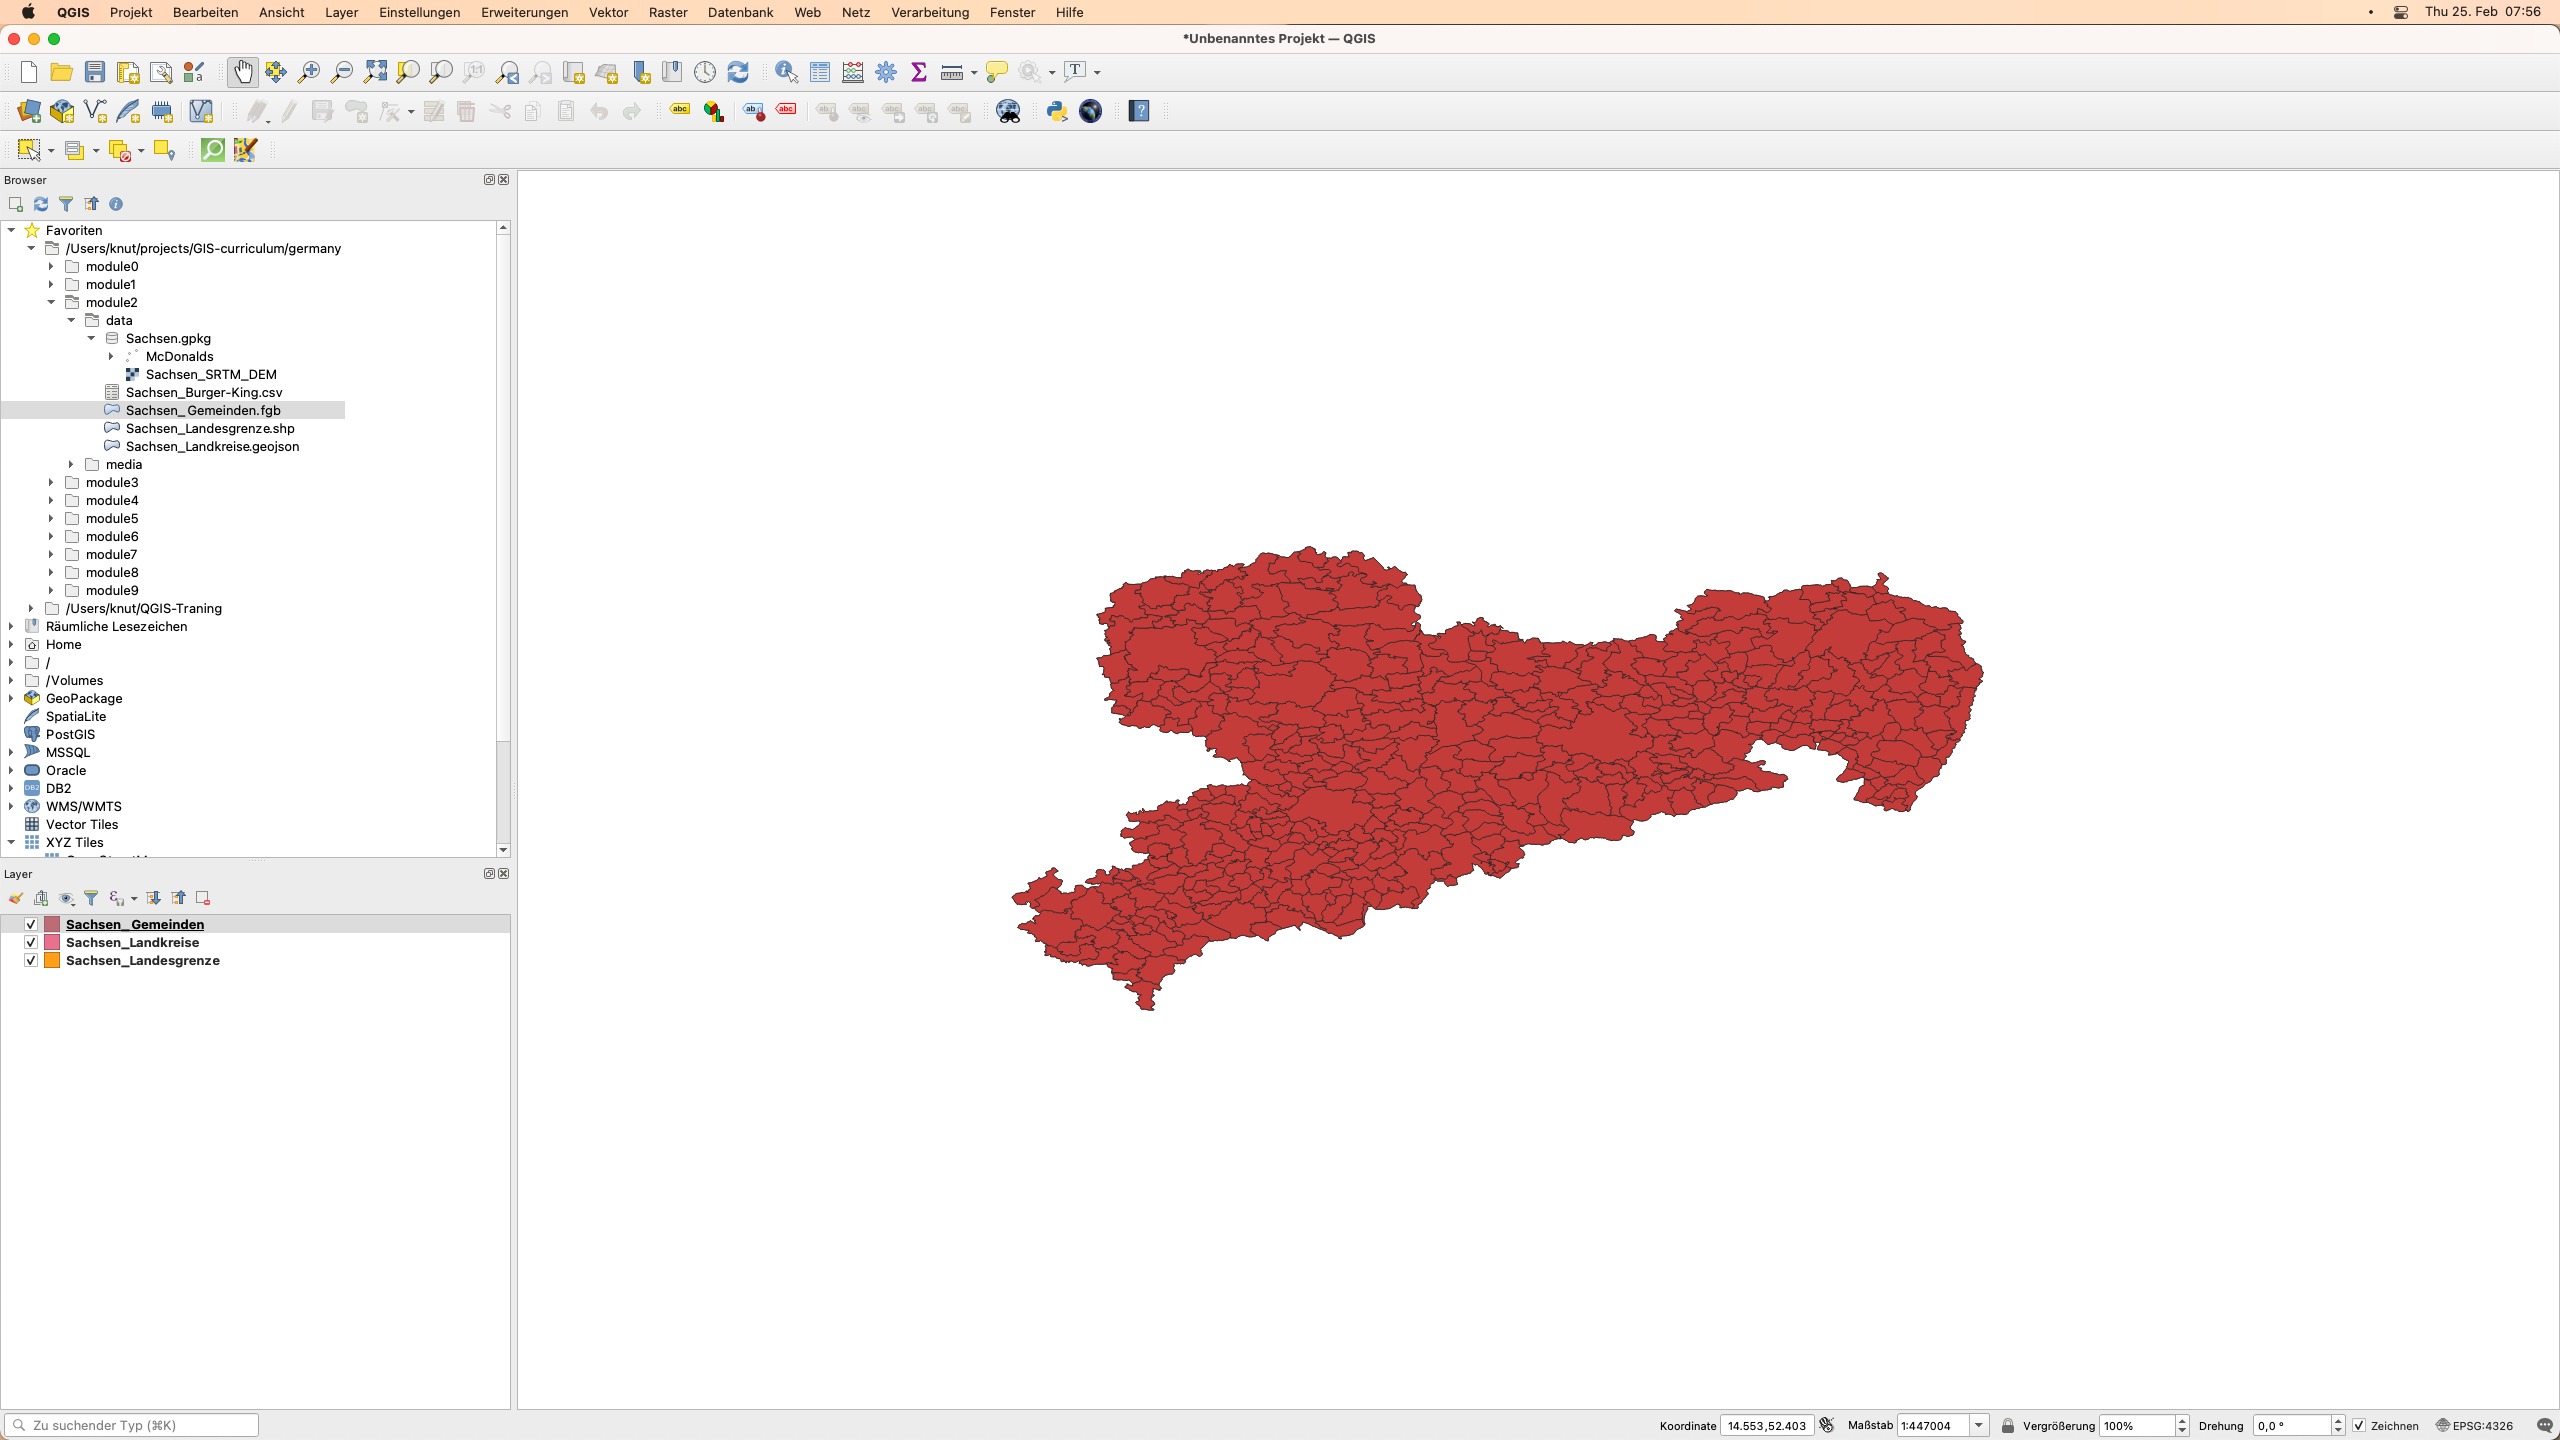 QGIS Projekt Bearbeiten Ansicht Layer Einstellungen Erweiterungen Vektor Raster Datenbank Web Netz Verarbeitung Fenster Hilfe Thu 25. Feb 07:56
*Unbenanntes Projekt — QGIS
Browser
Favoriten
/Users/knut/projects/GIS-curriculum/germany
module0
module1
module2
data
Sachsen.gpkg
McDonalds
Sachsen_SRTM_DEM
Sachsen_Burger-King.csv
Sachsen_ Gemeinden.fgb
Sachsen_Landesgrenze.shp
Sachsen_Landkreise.geojson
media
module3
module4
module5
module6
module7
module8
module9
/Users/knut/QGIS-Traning
Räumliche Lesezeichen
Home
/
/Volumes
GeoPackage
SpatiaLite
PostGIS
MSSQL
Oracle
DB2
WMS/WMTS
Vector Tiles
XYZ Tiles
Layer
Sachsen_ Gemeinden
Sachsen_Landkreise
Sachsen_Landesgrenze
Zu suchender Typ (⌘K) Koordinate 14.553,52.403 Maßstab 1:447004 Vergrößerung 100% Drehung 0,0 ° Zeichnen EPSG:4326